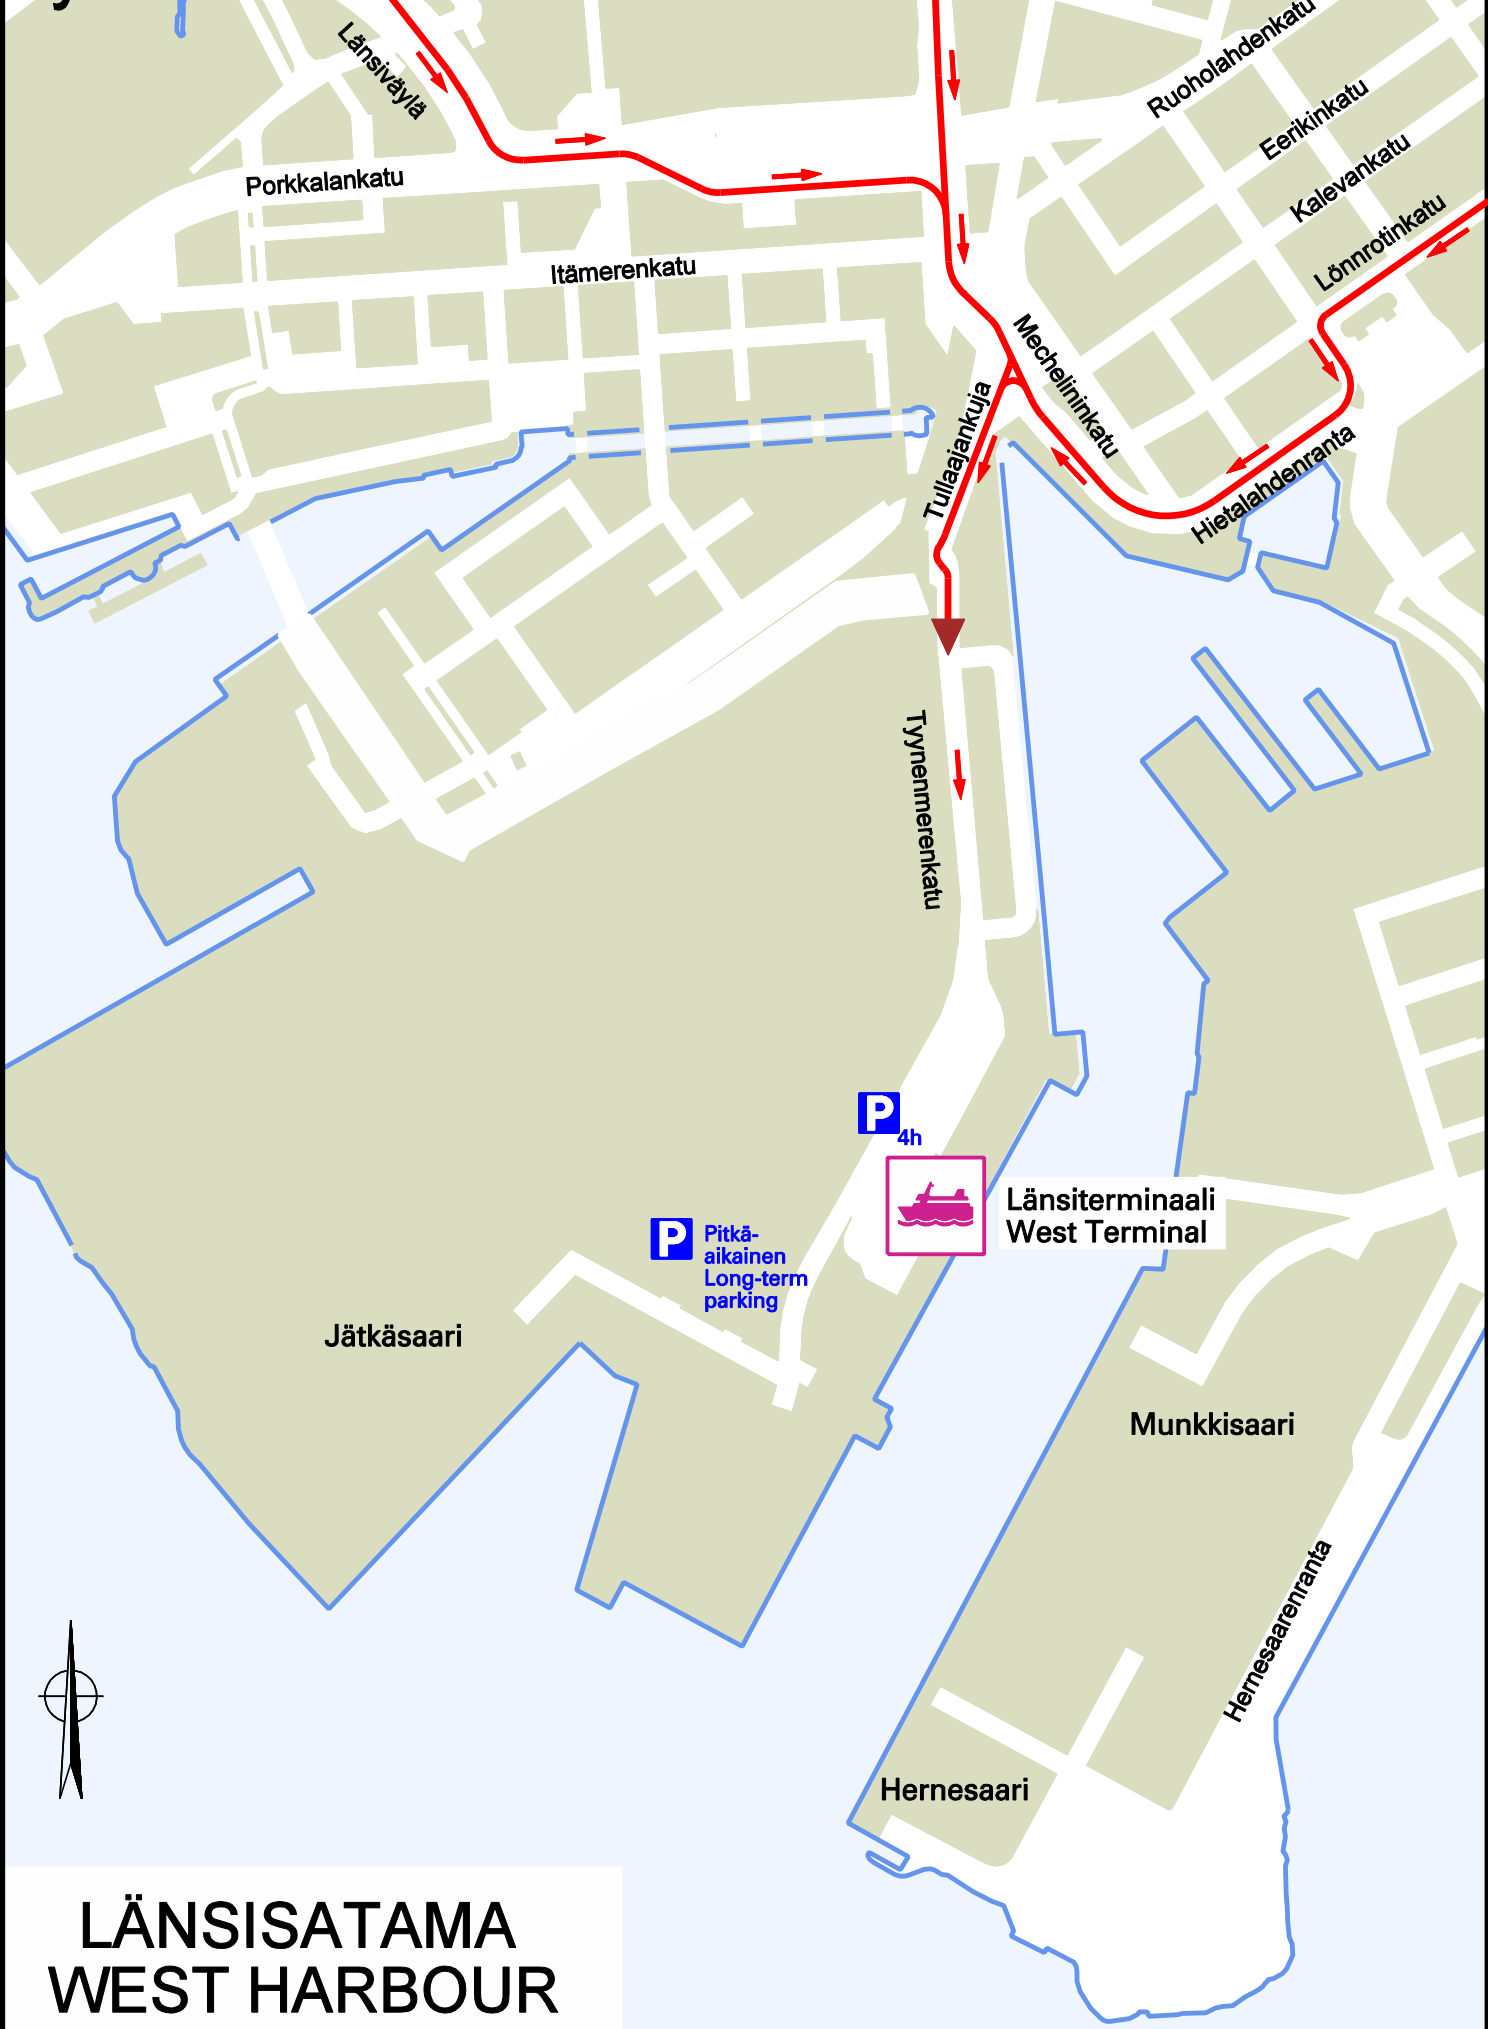 Länsiväylä
Ruoholahdenkatu
Eerikinkatu
Kalevankatu
Lönnrotinkatu
Porkkalankatu
Itämerenkatu
Mechelininkatu
Tullaajankuja
Hietalahdenranta
Tyynenmerenkatu
P
4h
Länsiterminaali
West Terminal
P
Pitkä-
aikainen
Long-term
parking
Jätkäsaari
Munkkisaari
Hernesaarenranta
Hernesaari
LÄNSISATAMA
WEST HARBOUR